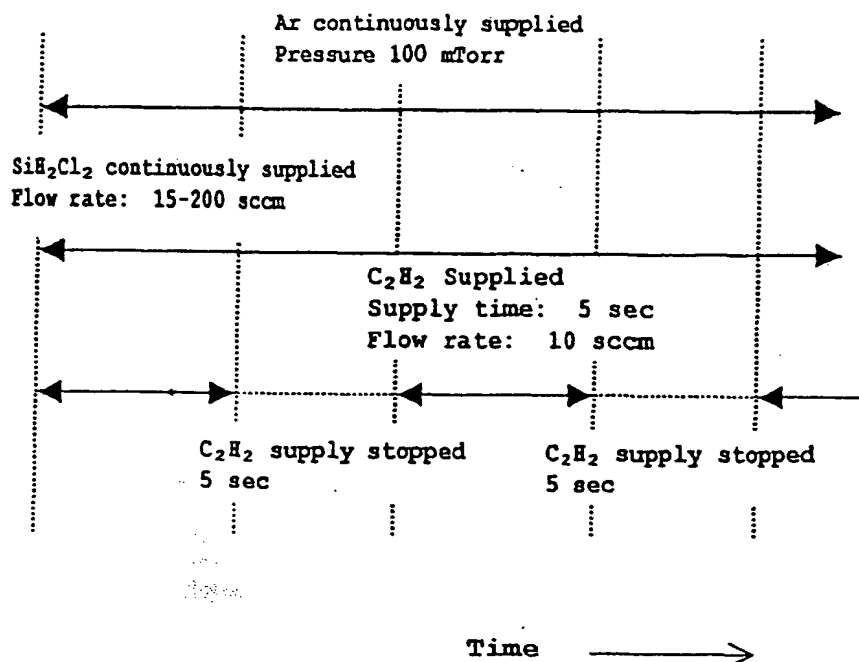 Ar continuously supplied
Pressure 100 mTorr
SiH₂Cl₂ continuously supplied
Flow rate: 15-200 sccm
C₂H₂ Supplied
Supply time: 5 sec
Flow rate: 10 sccm
C₂H₂ supply stopped
5 sec
C₂H₂ supply stopped
5 sec
Time